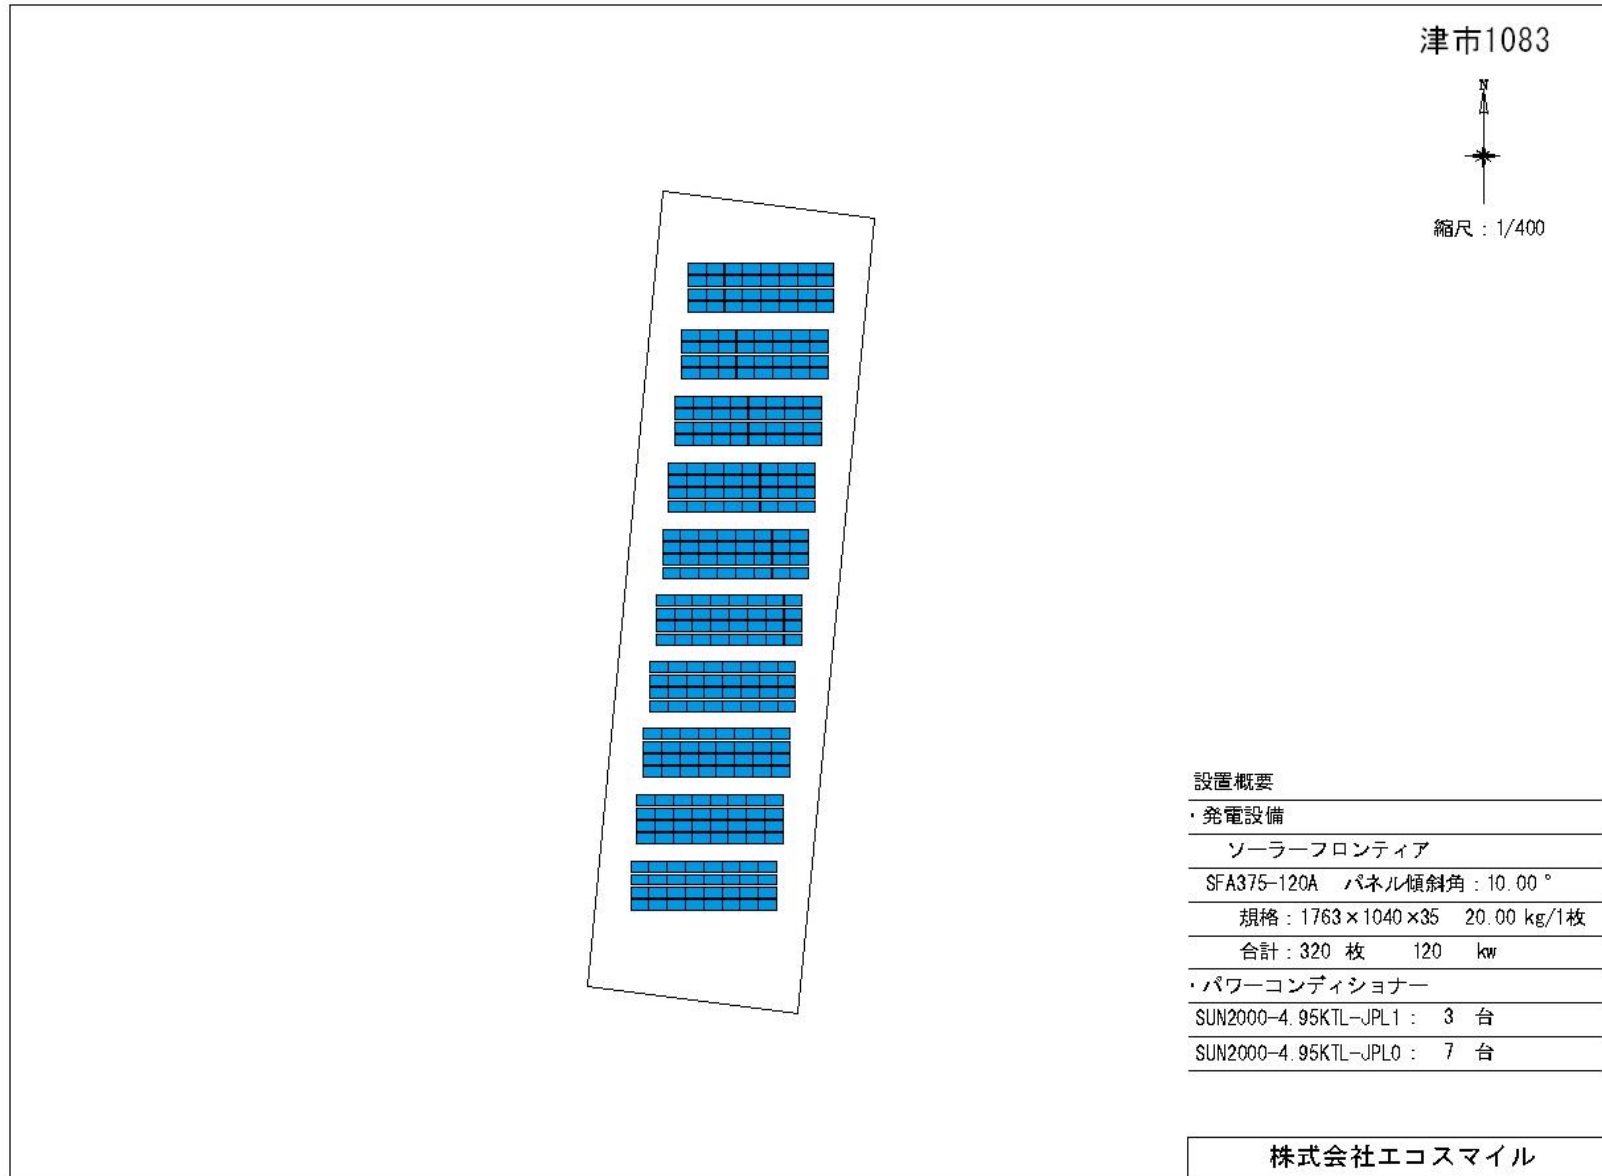 津市1083
N
縮尺：1/400
設置概要
・発電設備
ソーラーフロンティア
SFA375-120A　パネル傾斜角：10.00°
規格：1763×1040×35　20.00 kg/1枚
合計：320 枚　120　kw
・パワーコンディショナー
SUN2000-4.95KTL-JPL1：　3　台
SUN2000-4.95KTL-JPL0：　7　台
株式会社エコスマイル